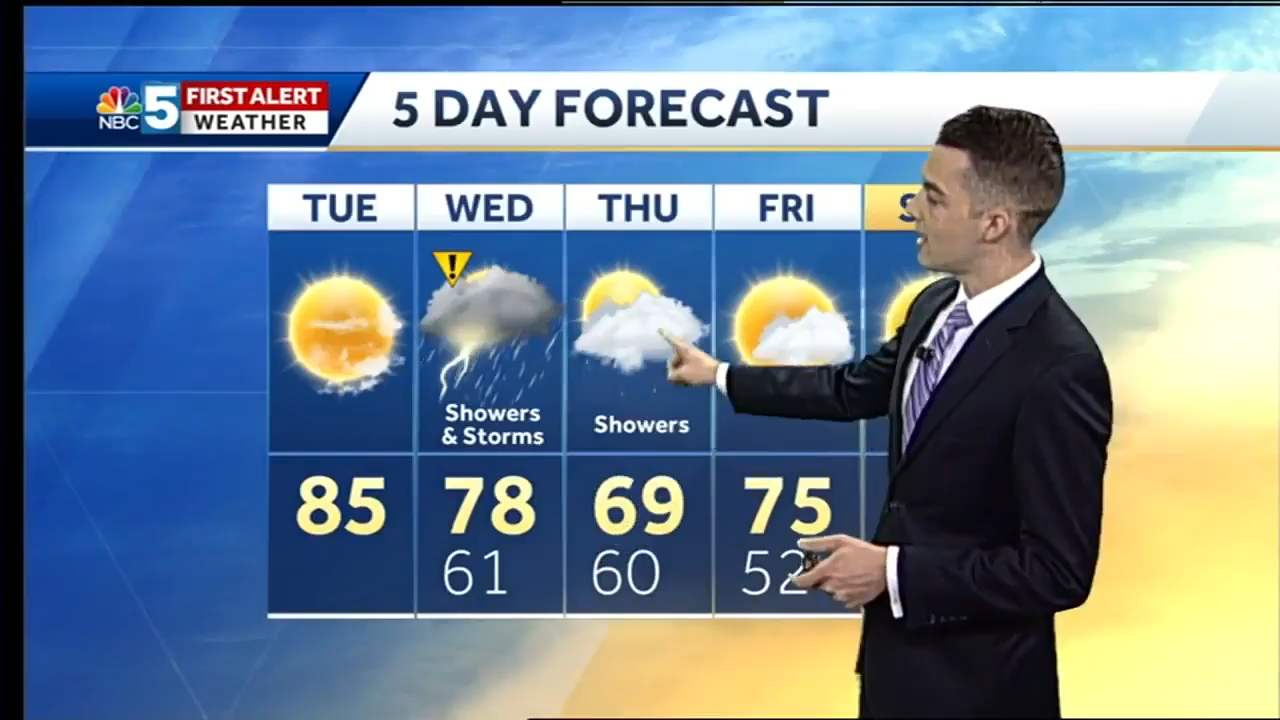 NBC 5 FIRST ALERT
WEATHER
5 DAY FORECAST
TUE WED THU FRI
!
Showers
& Storms
Showers
85 78 69 75
61 60 52